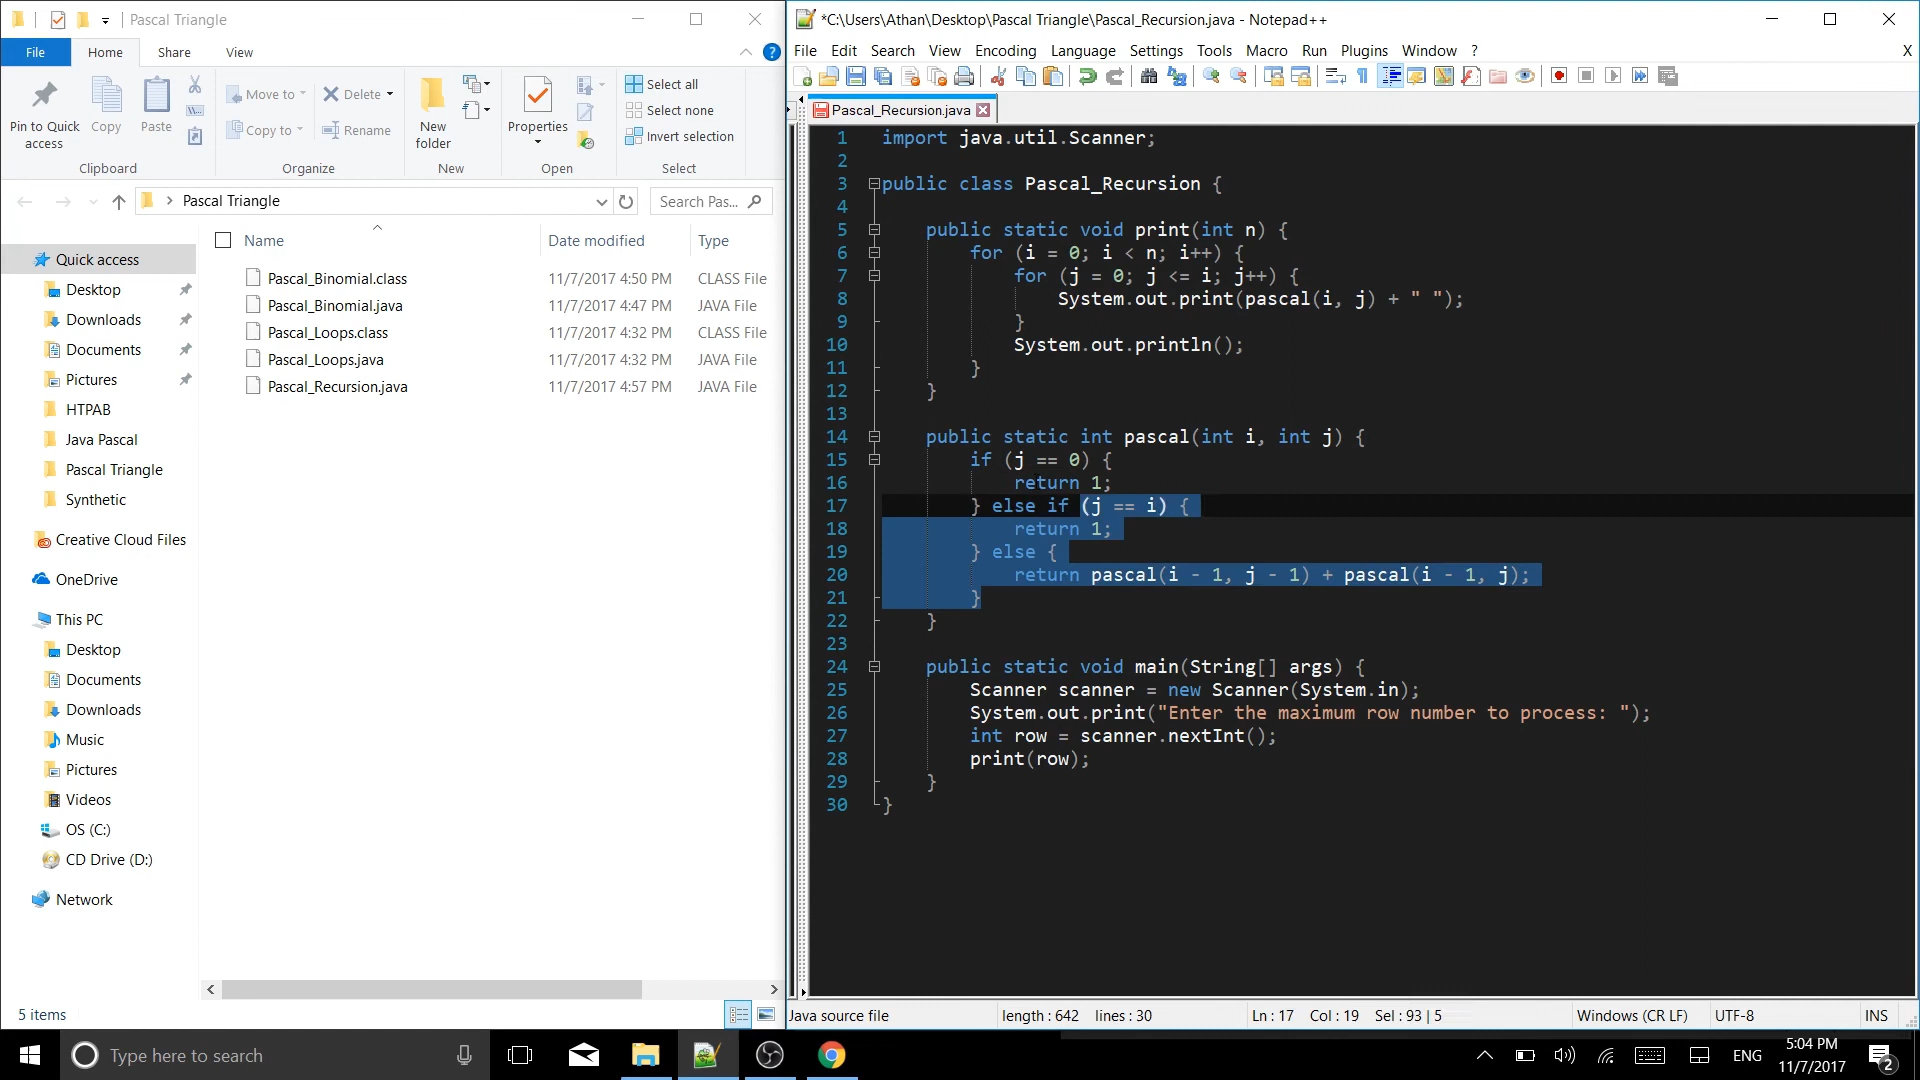 Pascal Triangle
File Home Share View
Pin to Quick access
Copy
Paste
Clipboard
Move to
Copy to
Delete
Rename
Organize
New folder
New
Properties
Open
Select all
Select none
Invert selection
Select
Pascal Triangle
Search Pas...
Name Date modified Type
Pascal_Binomial.class 11/7/2017 4:50 PM CLASS File
Pascal_Binomial.java 11/7/2017 4:47 PM JAVA File
Pascal_Loops.class 11/7/2017 4:32 PM CLASS File
Pascal_Loops.java 11/7/2017 4:32 PM JAVA File
Pascal_Recursion.java 11/7/2017 4:57 PM JAVA File
Quick access
Desktop
Downloads
Documents
Pictures
HTPAB
Java Pascal
Pascal Triangle
Synthetic
Creative Cloud Files
OneDrive
This PC
Desktop
Documents
Downloads
Music
Pictures
Videos
OS (C:)
CD Drive (D:)
Network
5 items
*C:\Users\Athan\Desktop\Pascal Triangle\Pascal_Recursion.java - Notepad++
File Edit Search View Encoding Language Settings Tools Macro Run Plugins Window ? X
Pascal_Recursion.java
1 import java.util.Scanner;
2
3 public class Pascal_Recursion {
4
5 public static void print(int n) {
6 for (i = 0; i < n; i++) {
7 for (j = 0; j <= i; j++) {
8 System.out.print(pascal(i, j) + " ");
9 }
10 System.out.println();
11 }
12 }
13
14 public static int pascal(int i, int j) {
15 if (j == 0) {
16 return 1;
17 } else if (j == i) {
18 return 1;
19 } else {
20 return pascal(i - 1, j - 1) + pascal(i - 1, j);
21 }
22 }
23
24 public static void main(String[] args) {
25 Scanner scanner = new Scanner(System.in);
26 System.out.print("Enter the maximum row number to process: ");
27 int row = scanner.nextInt();
28 print(row);
29 }
30 }
Java source file length : 642 lines : 30 Ln : 17 Col : 19 Sel : 93 | 5 Windows (CR LF) UTF-8 INS
Type here to search
ENG
5:04 PM
11/7/2017
2